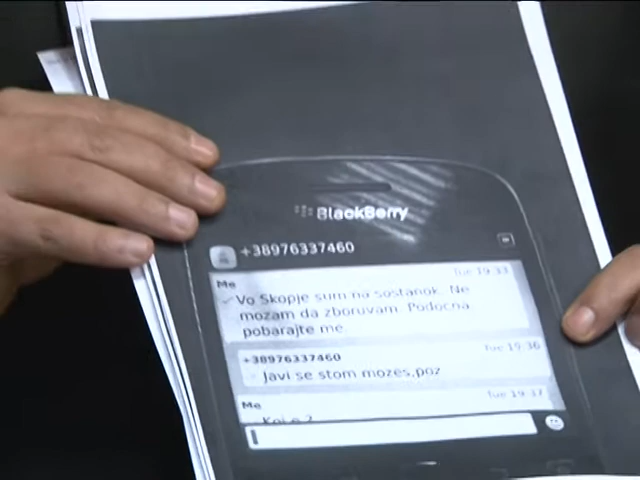 BlackBerry
+38976337460
Me
Tue 19:33
Vo Skopje sum na sostanok. Ne
mozam da zboruvam. Podocna
pobarajte me.
+38976337460
Tue 19:36
Javi se stom mozes,poz
Me
Tue 19:37
Koj e ?